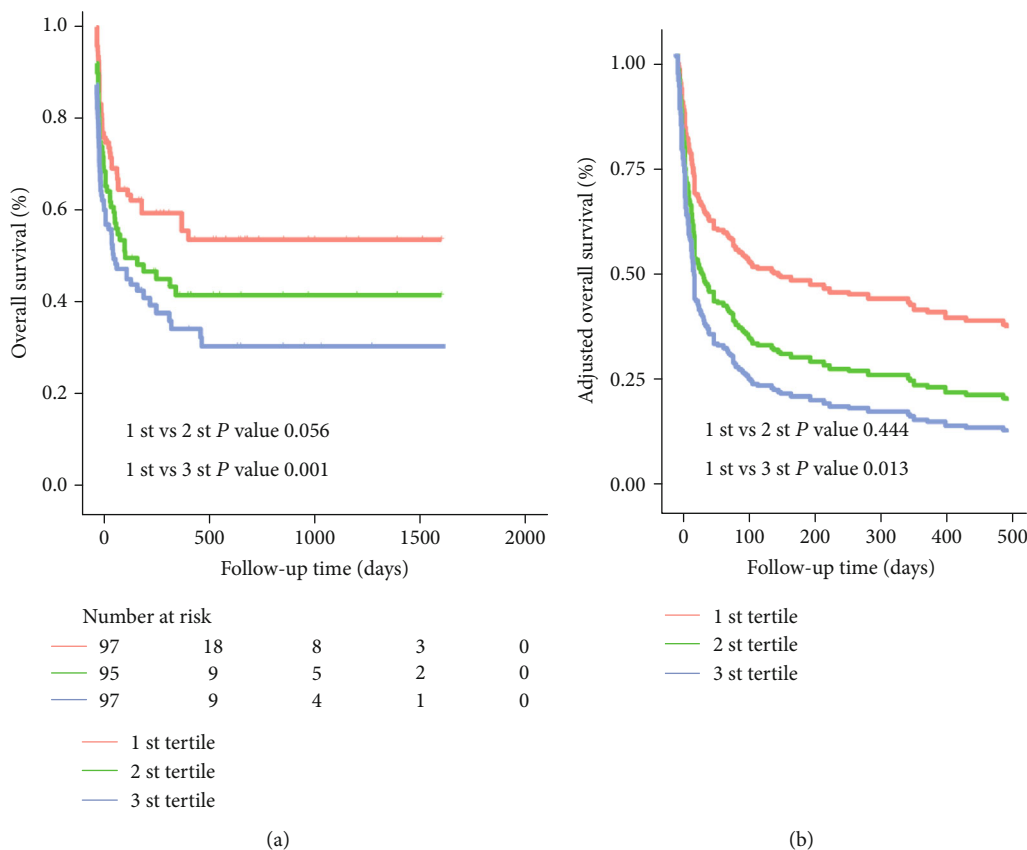 Overall survival (%)
1.0
0.8
0.6
0.4
0.2
0.0
1 st vs 2 st P value 0.056
1 st vs 3 st P value 0.001
0 500 1000 1500 2000
Follow-up time (days)
Number at risk
97 18 8 3 0
95 9 5 2 0
97 9 4 1 0
1 st tertile
2 st tertile
3 st tertile
(a)
Adjusted overall survival (%)
1.00
0.75
0.50
0.25
0.00
1 st vs 2 st P value 0.444
1 st vs 3 st P value 0.013
0 100 200 300 400 500
Follow-up time (days)
1 st tertile
2 st tertile
3 st tertile
(b)